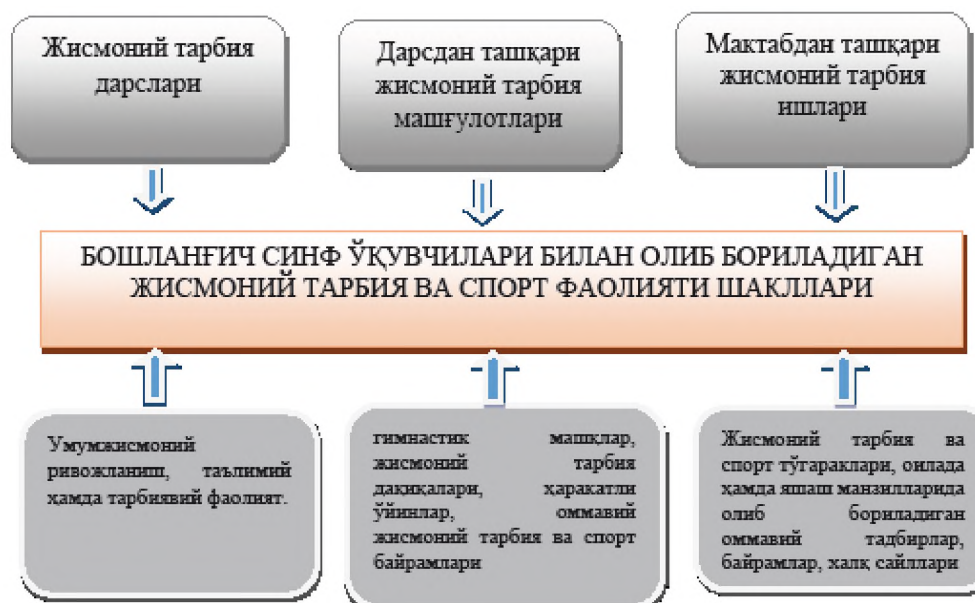 Жисмоний тарбия
дарслари
Дарсдан ташқари
жисмоний тарбия
машғулотлари
Мактабдан ташқари
жисмоний тарбия
ишлари
БОШЛАНҒИЧ СИНФ ЎҚУВЧИЛАРИ БИЛАН ОЛИБ БОРИЛАДИГАН
ЖИСМОНИЙ ТАРБИЯ ВА СПОРТ ФАОЛИЯТИ ШАКЛЛАРИ
Умумжисмоний
ривожланиш, таълимий
ҳамда тарбиявий фаолият.
гимнастик машқлар,
жисмоний тарбия
дақиқалари, ҳаракатли
ўйинлар, оммавий
жисмоний тарбия ва спорт
байрамлари
Жисмоний тарбия ва
спорт тўгараклари, оилада
ҳамда яшаш манзилларида
олиб бориладиган
оммавий тадбирлар,
байрамлар, халқ сайллари